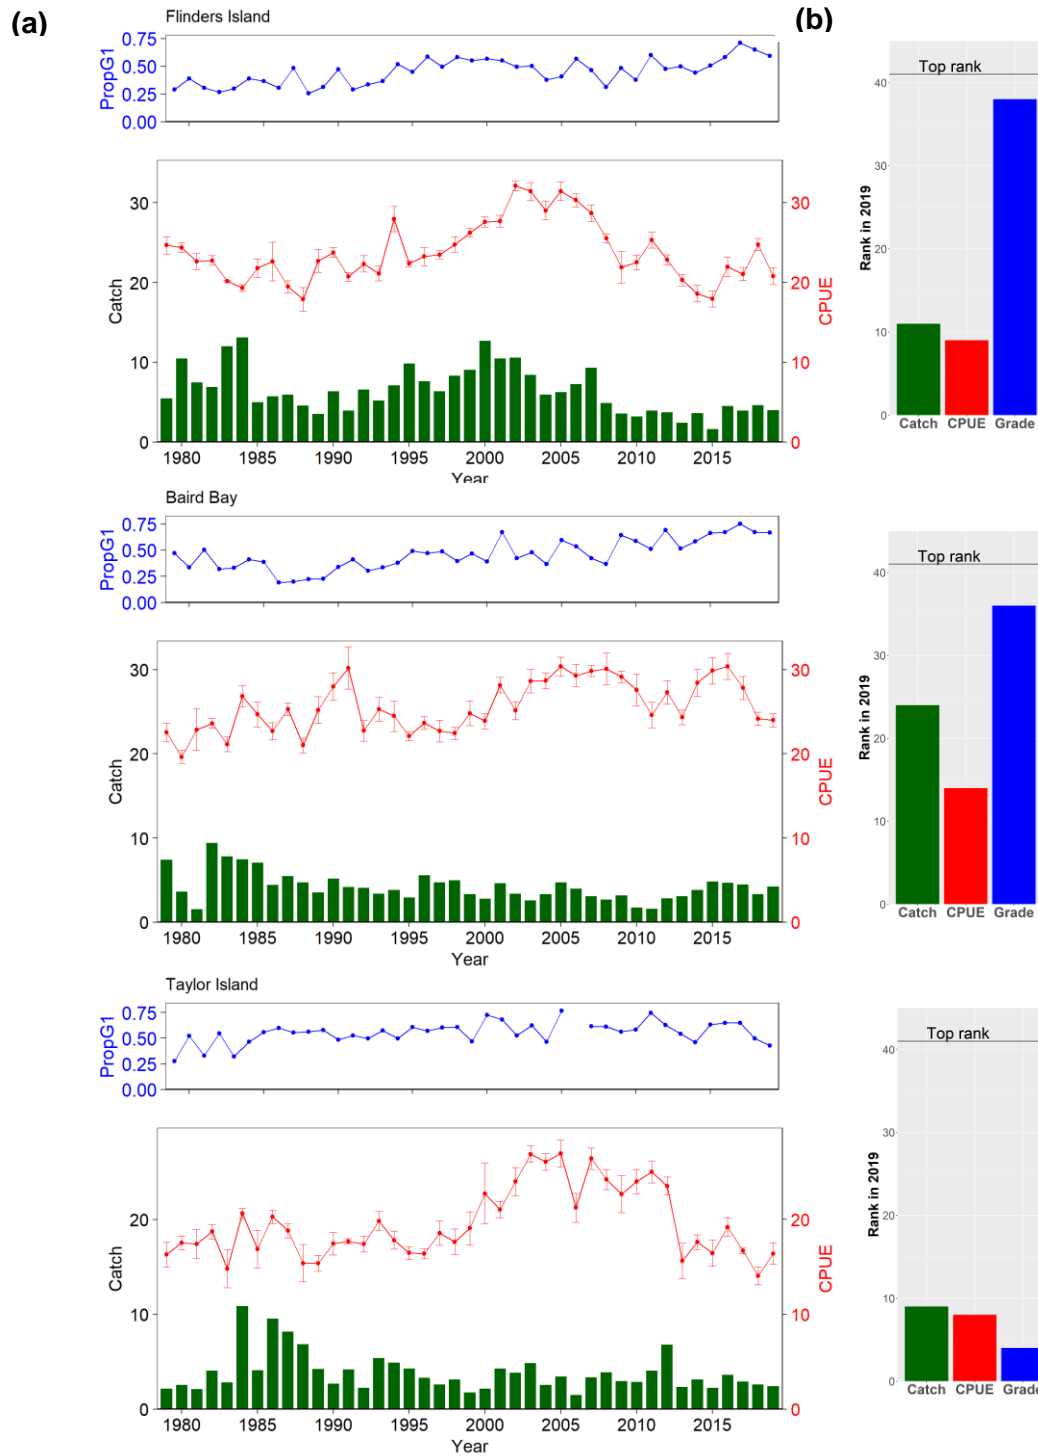 (a)
Flinders Island
(b)
0.75
0.50
0.25
0.00
PropG1
30
20
10
0
Catch
30
20
10
0
CPUE
1980 1985 1990 1995 2000 2005 2010 2015
Year
Top rank
40
30
20
10
0
Rank in 2019
Catch CPUE Grade
Baird Bay
0.75
0.50
0.25
0.00
PropG1
30
20
10
0
Catch
30
20
10
0
CPUE
1980 1985 1990 1995 2000 2005 2010 2015
Year
Top rank
40
30
20
10
0
Rank in 2019
Catch CPUE Grade
Taylor Island
0.75
0.50
0.25
0.00
PropG1
20
10
0
Catch
20
10
0
CPUE
1980 1985 1990 1995 2000 2005 2010 2015
Year
Top rank
40
30
20
10
0
Rank in 2019
Catch CPUE Grade